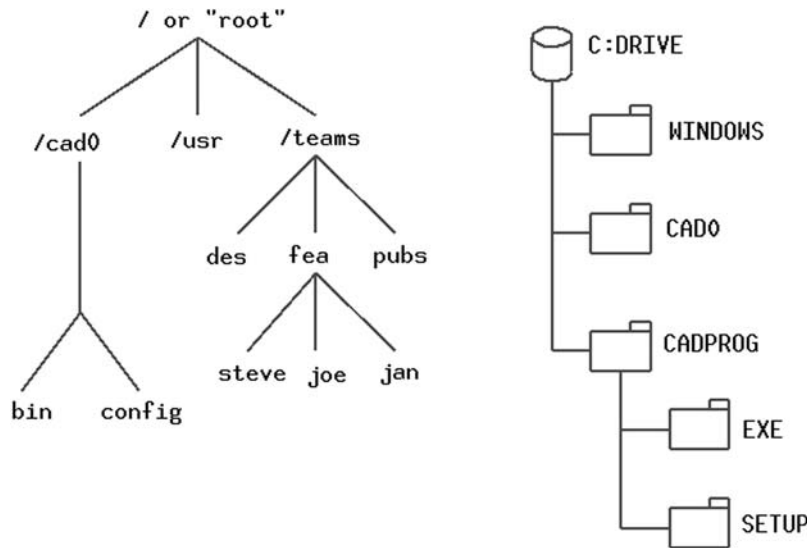 / or "root"
/cad0 /usr /teams
des fea pubs
steve joe jan
bin config
C:DRIVE
WINDOWS
CAD0
CADPROG
EXE
SETUP